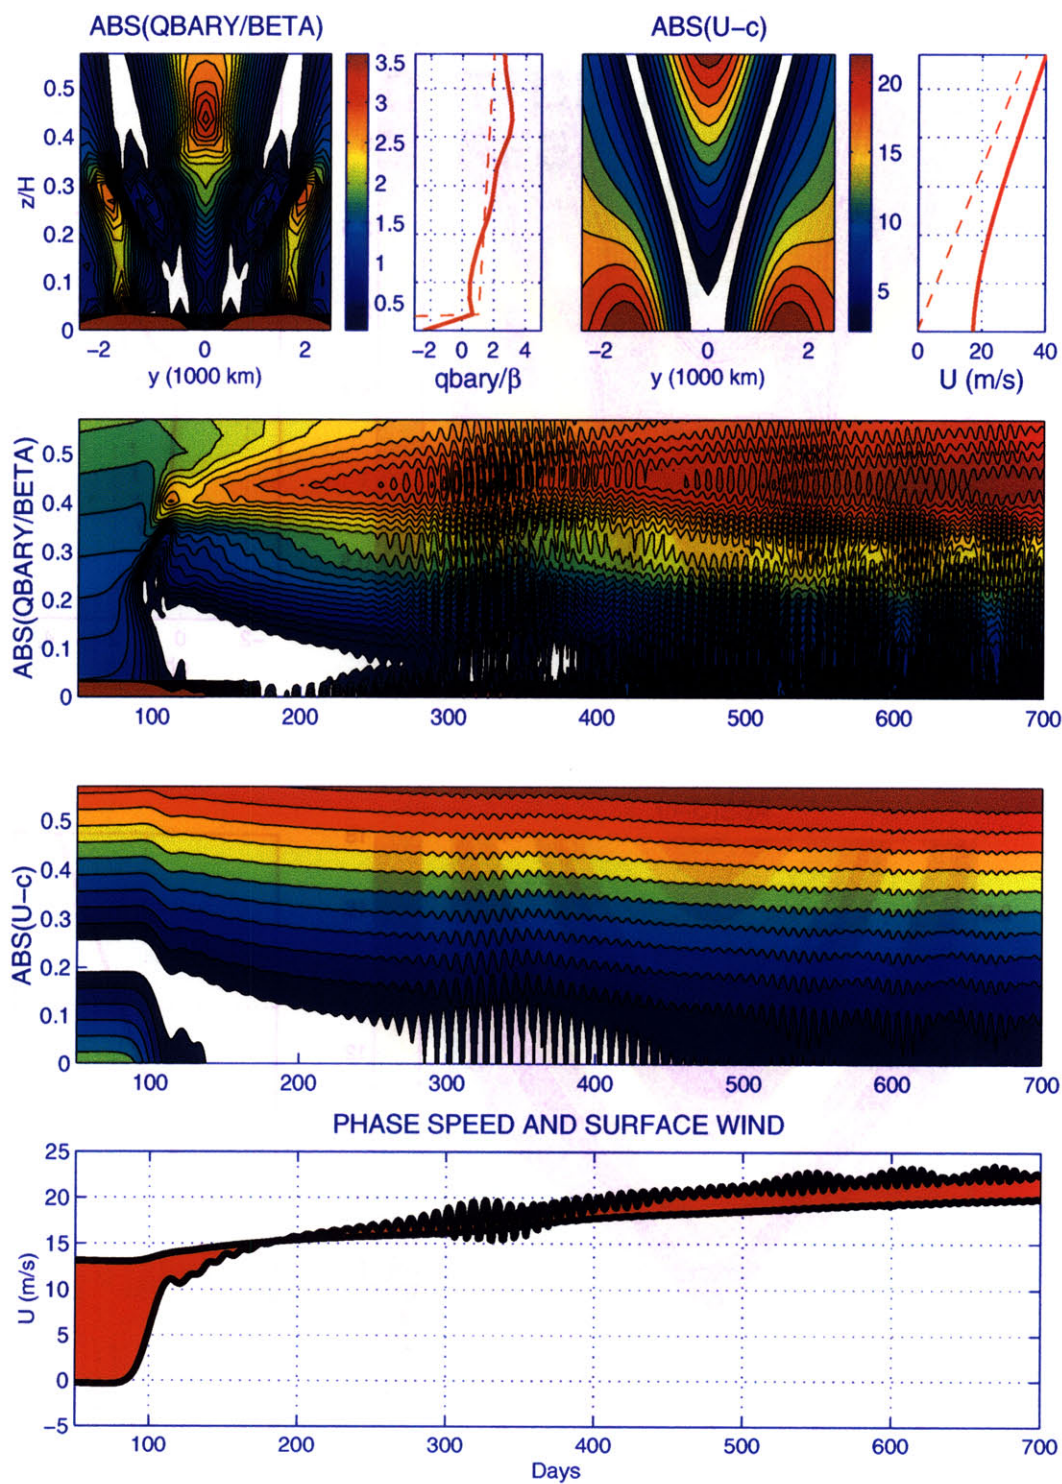 ABS(QBARY/BETA)
ABS(U−c)
z/H
0.5
0.4
0.3
0.2
0.1
0
−2 0 2
y (1000 km)
3.5
3
2.5
2
1.5
1
0.5
−2 0 2 4
qbary/β
−2 0 2
y (1000 km)
20
15
10
5
0 20 40
U (m/s)
ABS(QBARY/BETA)
0.5
0.4
0.3
0.2
0.1
0
100 200 300 400 500 600 700
ABS(U−c)
0.5
0.4
0.3
0.2
0.1
0
100 200 300 400 500 600 700
PHASE SPEED AND SURFACE WIND
U (m/s)
25
20
15
10
5
0
−5
100 200 300 400 500 600 700
Days